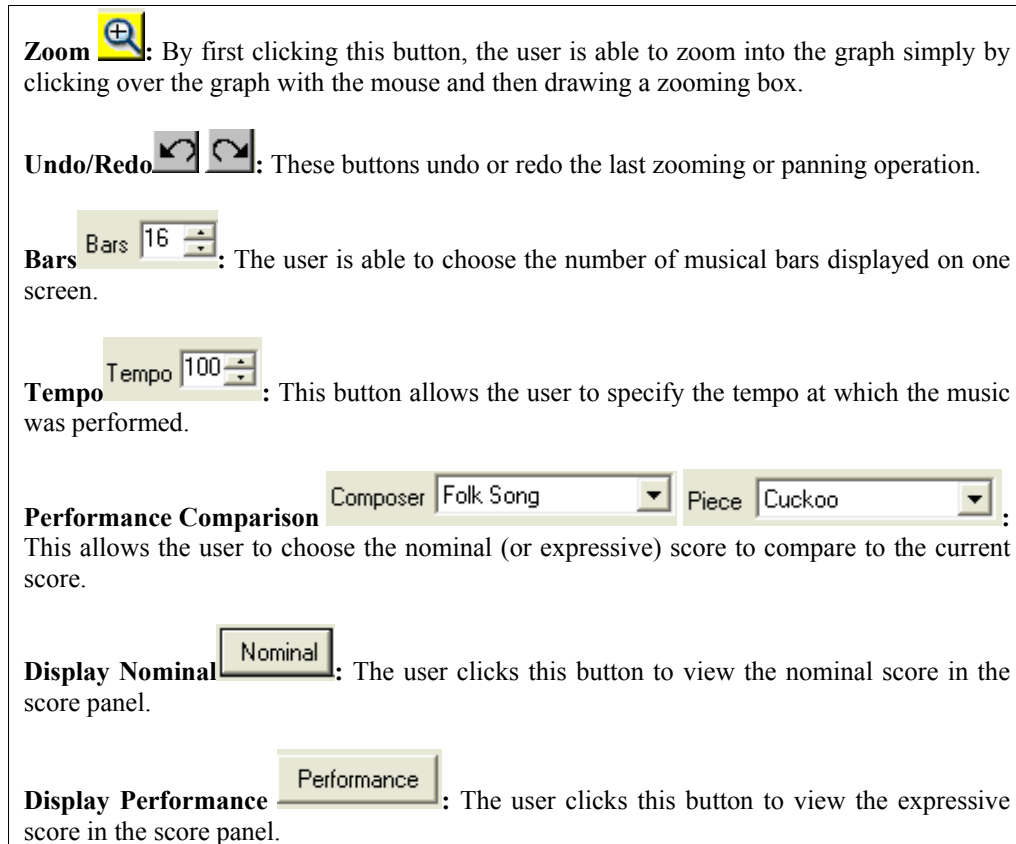 Zoom : By first clicking this button, the user is able to zoom into the graph simply by
clicking over the graph with the mouse and then drawing a zooming box.
Undo/Redo : These buttons undo or redo the last zooming or panning operation.
Bars Bars 16 : The user is able to choose the number of musical bars displayed on one
screen.
Tempo Tempo 100 : This button allows the user to specify the tempo at which the music
was performed.
Performance Comparison Composer Folk Song Piece Cuckoo :
This allows the user to choose the nominal (or expressive) score to compare to the current
score.
Display Nominal Nominal : The user clicks this button to view the nominal score in the
score panel.
Display Performance Performance : The user clicks this button to view the expressive
score in the score panel.